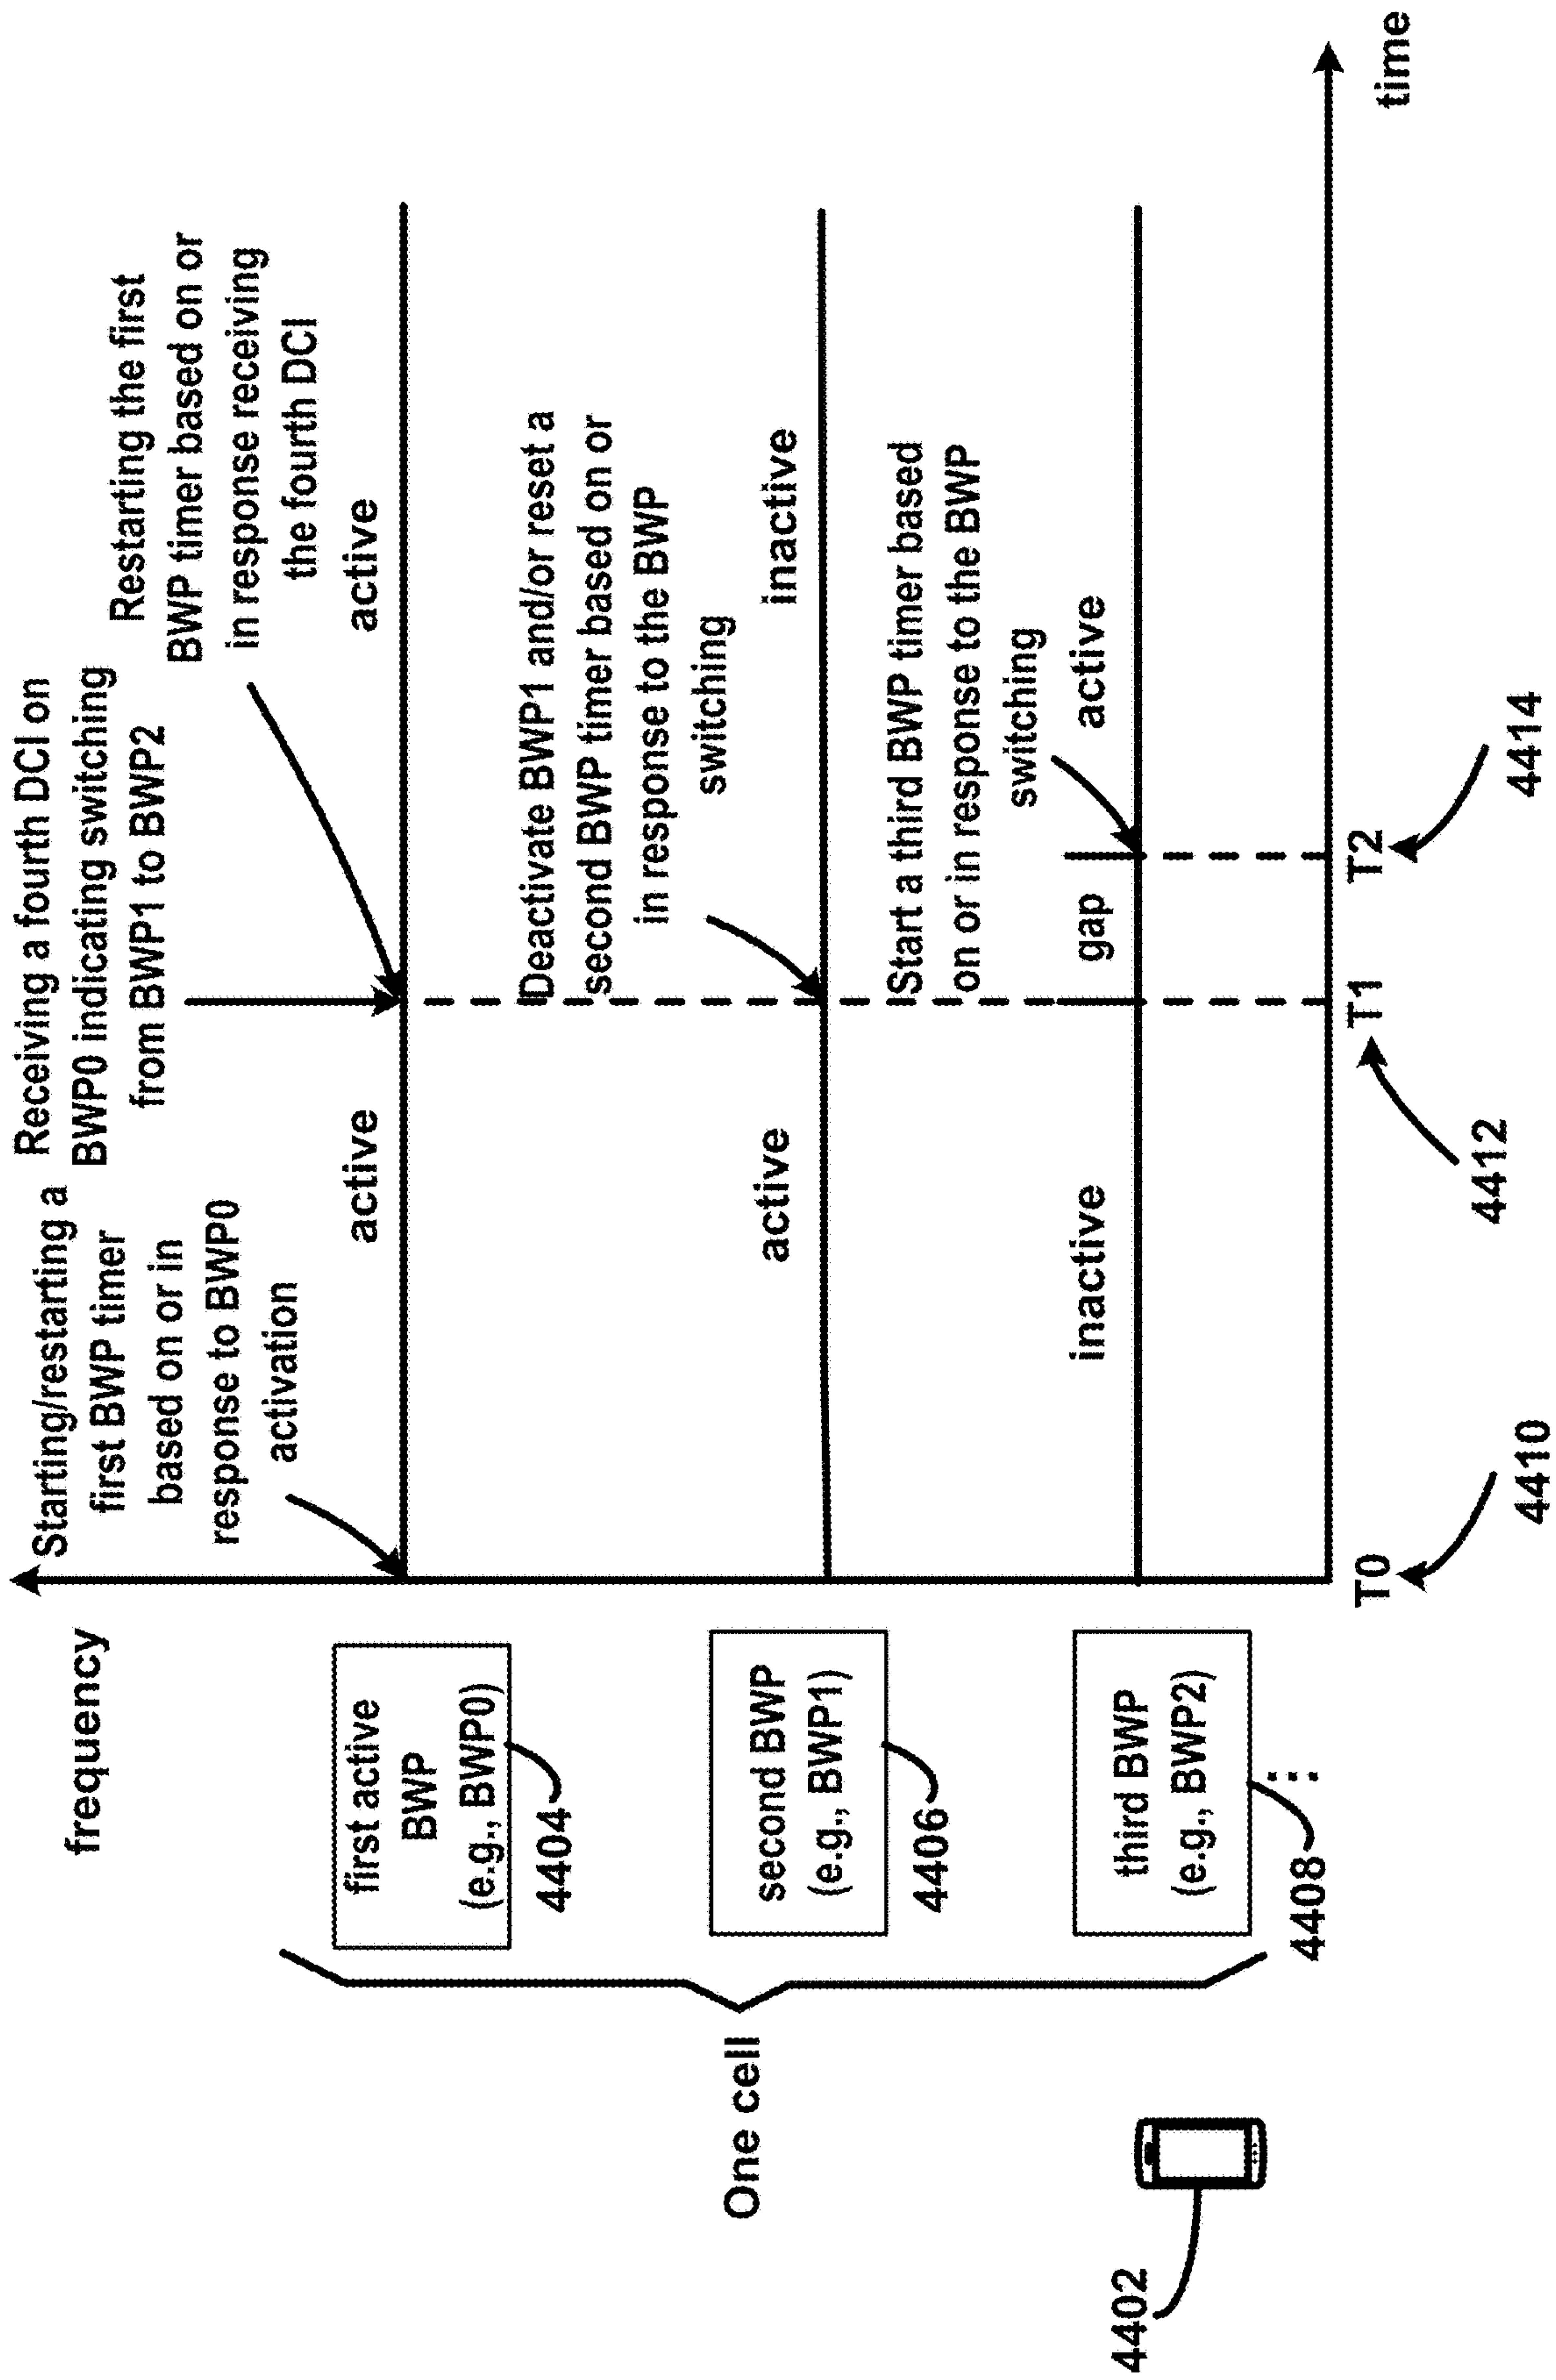 frequency
Starting/restarting a
first BWP timer
based on or in
response to BWP0
activation
Receiving a fourth DCI on
BWP0 indicating switching
from BWP1 to BWP2
Restarting the first
BWP timer based on or
in response receiving
the fourth DCI
active
active
first active
BWP
(e.g., BWP0)
4404
Deactivate BWP1 and/or reset a
second BWP timer based on or
in response to the BWP
switching
active
inactive
One cell
second BWP
(e.g., BWP1)
4406
Start a third BWP timer based
on or in response to the BWP
switching
inactive
gap
active
third BWP
(e.g., BWP2)
4408
4402
T0
T1
T2
time
4410
4412
4414